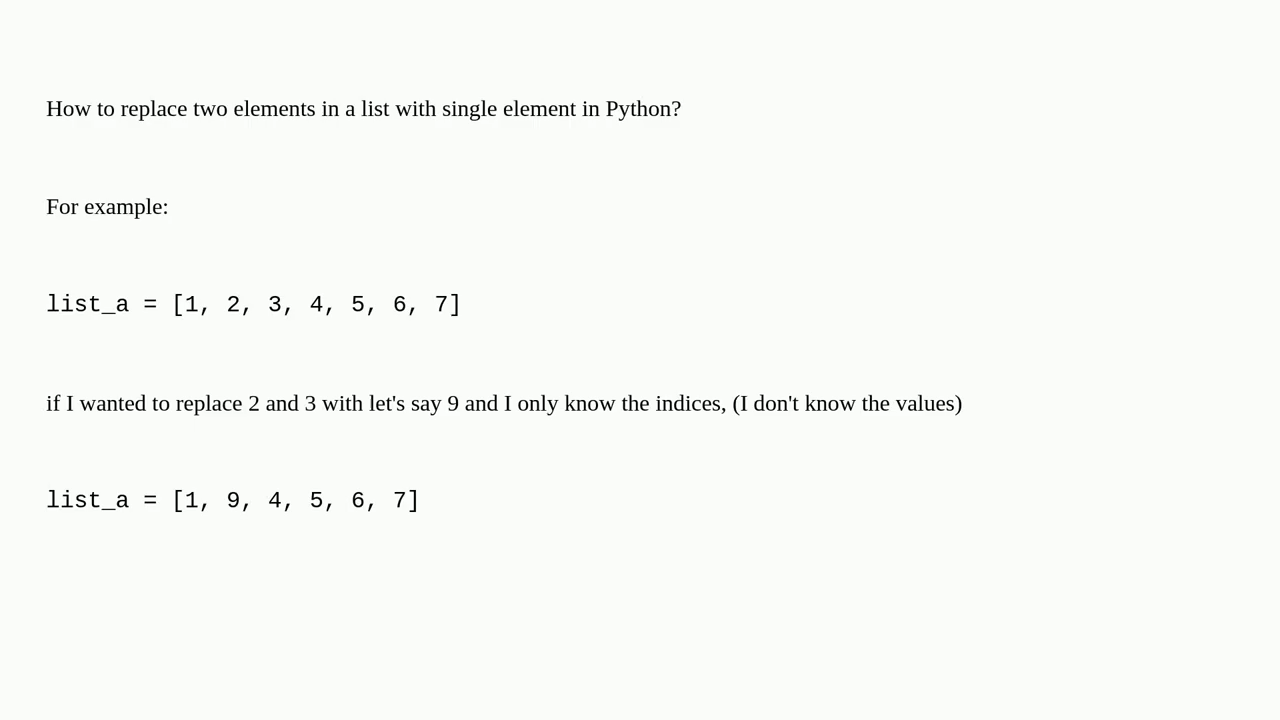 How to replace two elements in a list with single element in Python?
For example:
list_a = [1, 2, 3, 4, 5, 6, 7]
if I wanted to replace 2 and 3 with let's say 9 and I only know the indices, (I don't know the values)
list_a = [1, 9, 4, 5, 6, 7]